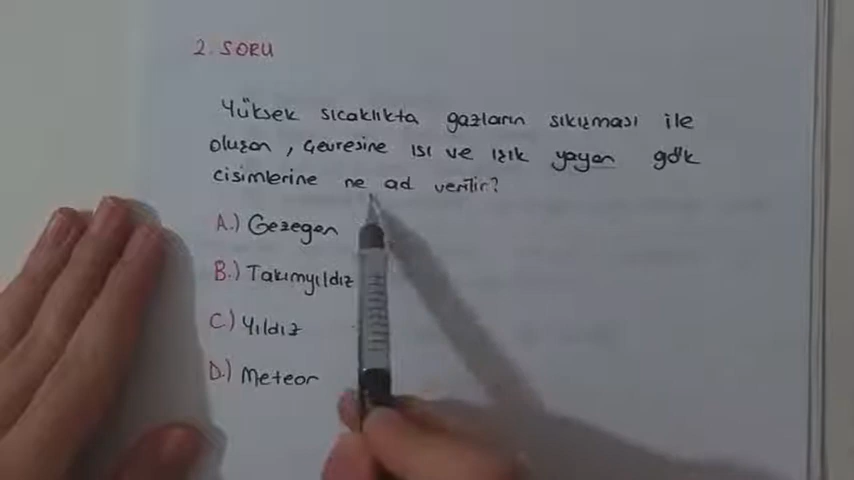 2. SORU
Yüksek sıcaklıkta gazların sıkışması ile
oluşan, çevresine ısı ve ışık yayan gök
cisimlerine ne ad verilir?
A.) Gezegen
B.) Takımyıldız
C.) Yıldız
D.) Meteor